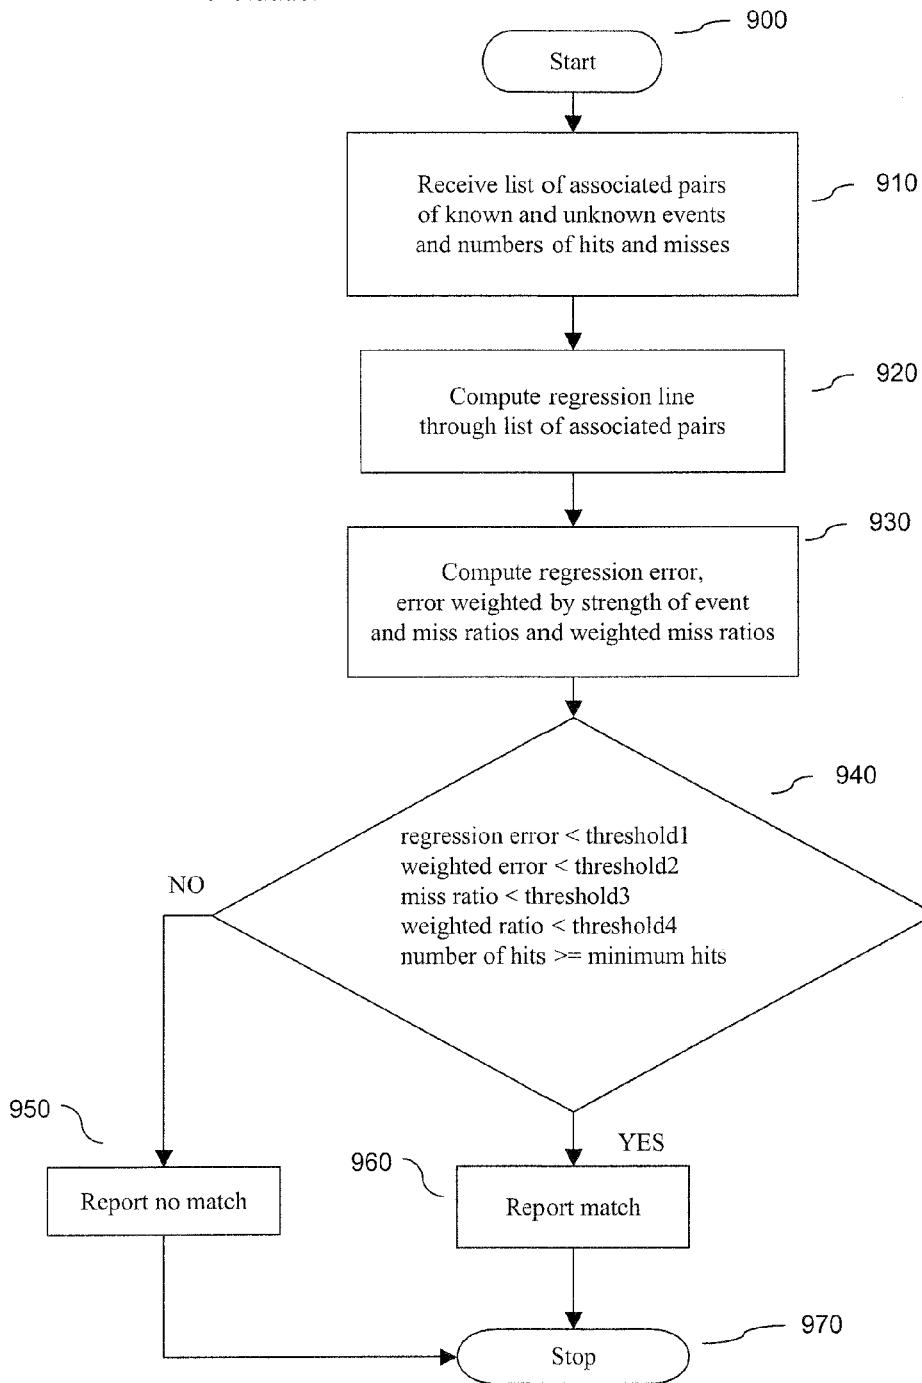 900
Start
Receive list of associated pairs
of known and unknown events
and numbers of hits and misses
910
Compute regression line
through list of associated pairs
920
Compute regression error,
error weighted by strength of event
and miss ratios and weighted miss ratios
930
940
regression error < threshold1
weighted error < threshold2
miss ratio < threshold3
weighted ratio < threshold4
number of hits >= minimum hits
NO
YES
950
Report no match
960
Report match
970
Stop